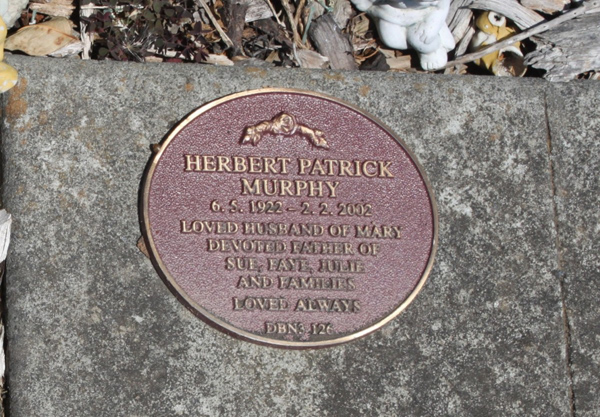 HERBERT PATRICK
MURPHY
6. 5. 1922 - 2. 2. 2002
LOVED HUSBAND OF MARY
DEVOTED FATHER OF
SUE, FAYE, JULIE
AND FAMILIES
LOVED ALWAYS
DBN3 126